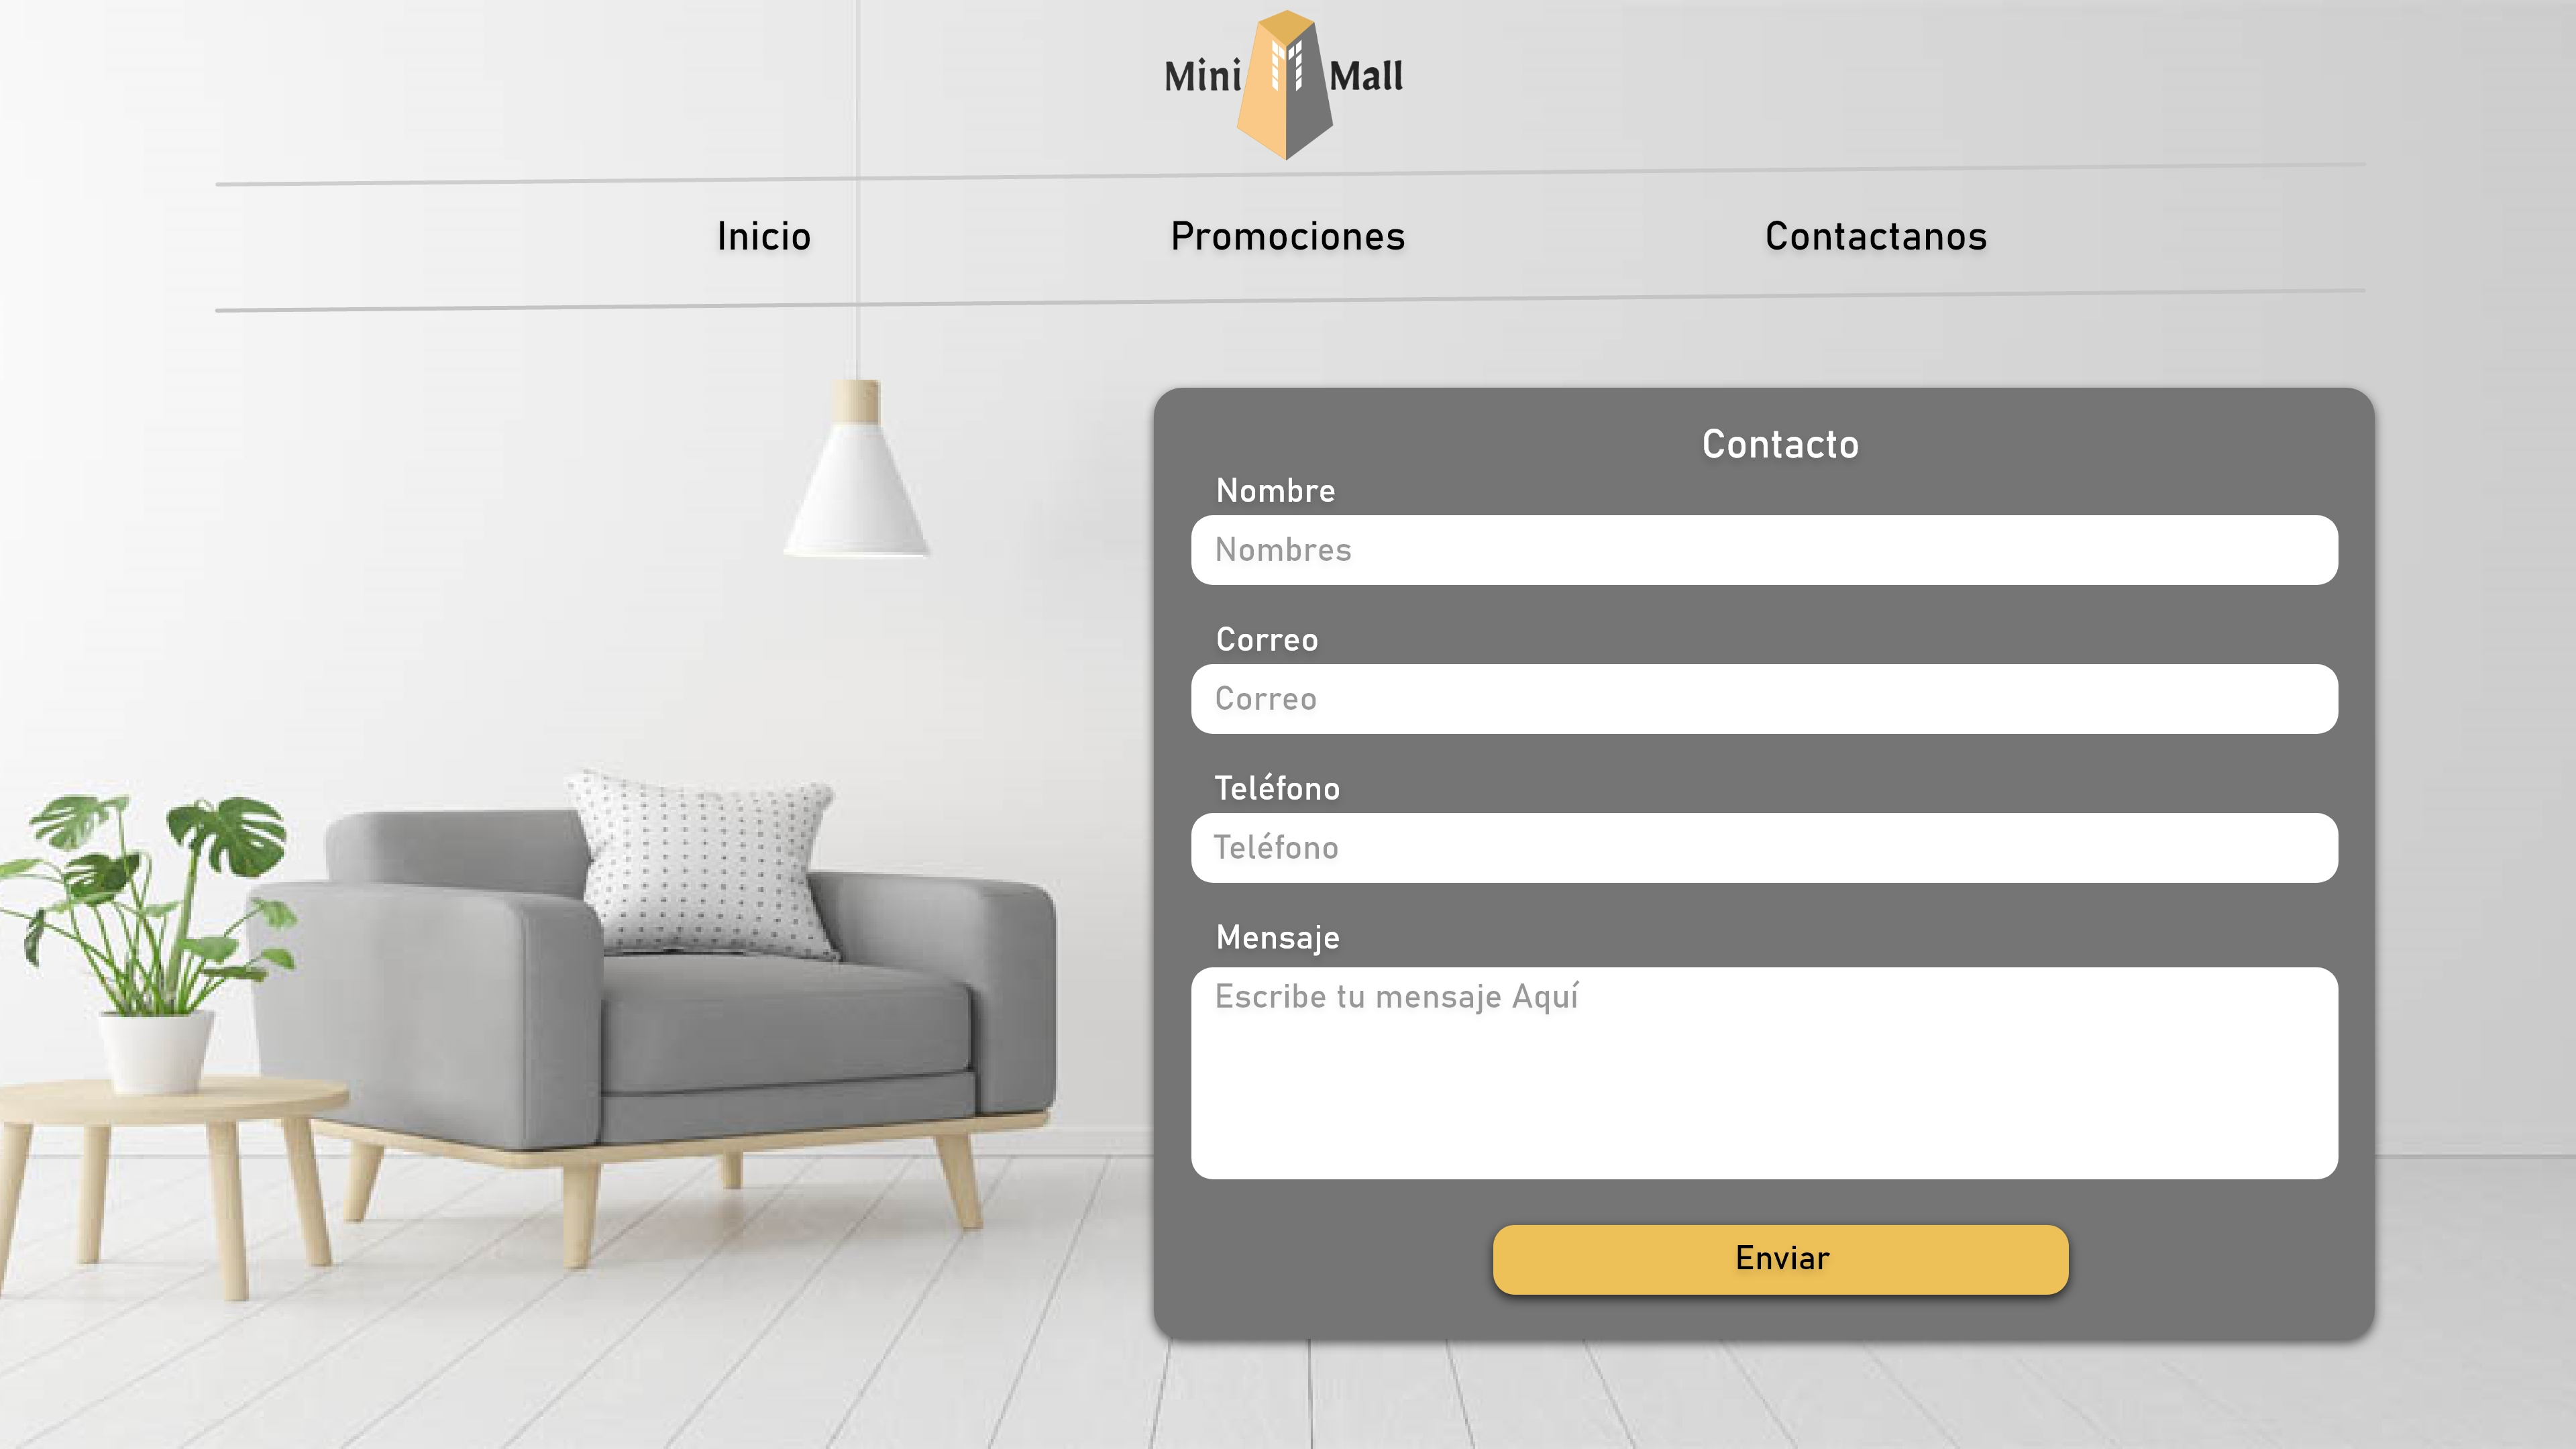 Mini Mall
Inicio Promociones Contactanos
Contacto
Nombre
Nombres
Correo
Correo
Teléfono
Teléfono
Mensaje
Escribe tu mensaje Aquí
Enviar